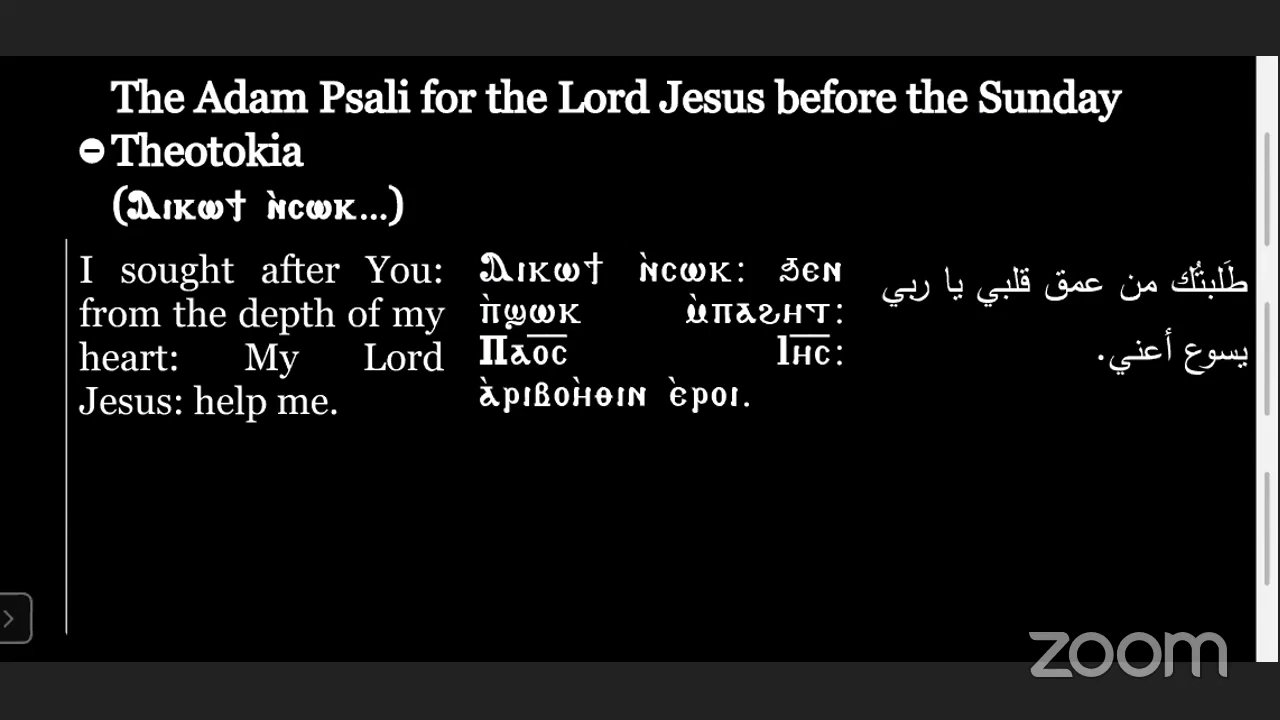 The Adam Psali for the Lord Jesus before the Sunday
Theotokia
(Ⲁⲓⲕⲱϯ ⲛ̀ⲥⲱⲕ...)
I sought after You:
from the depth of my
heart: My Lord
Jesus: help me.
Ⲁⲓⲕⲱϯ ⲛ̀ⲥⲱⲕ: ϧⲉⲛ
ⲡ̀ϣⲱⲕ ⲙ̀ⲡⲁϩⲏⲧ:
Ⲡⲁⲟ̅ⲥ̅ Ⲓⲏ̅ⲥ̅:
ⲁ̀ⲣⲓⲃⲟⲏ̀ⲑⲓⲛ ⲉ̀ⲣⲟⲓ.
طَلبتُك من عمق قلبي يا ربي
يسوع أعني.
zoom